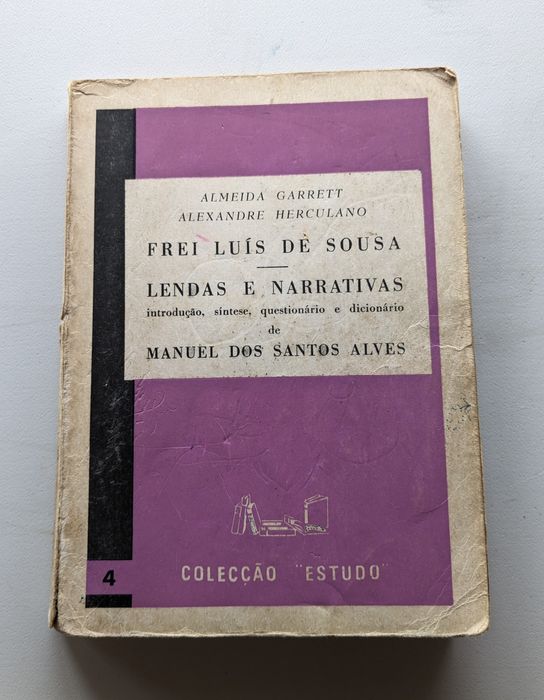 ALMEIDA GARRETT
ALEXANDRE HERCULANO
FREI LUÍS DE SOUSA
LENDAS E NARRATIVAS
introdução, síntese, questionário e dicionário
de
MANUEL DOS SANTOS ALVES
4
COLECÇÃO "ESTUDO"